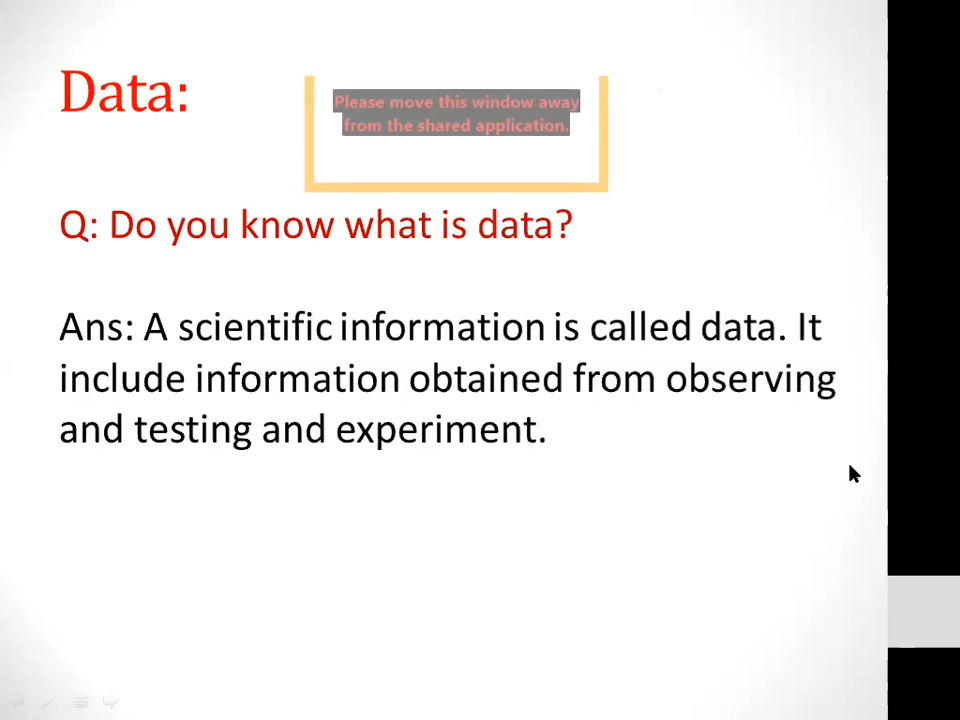 Data:
Please move this window away
from the shared application.
Q: Do you know what is data?
Ans: A scientific information is called data. It
include information obtained from observing
and testing and experiment.